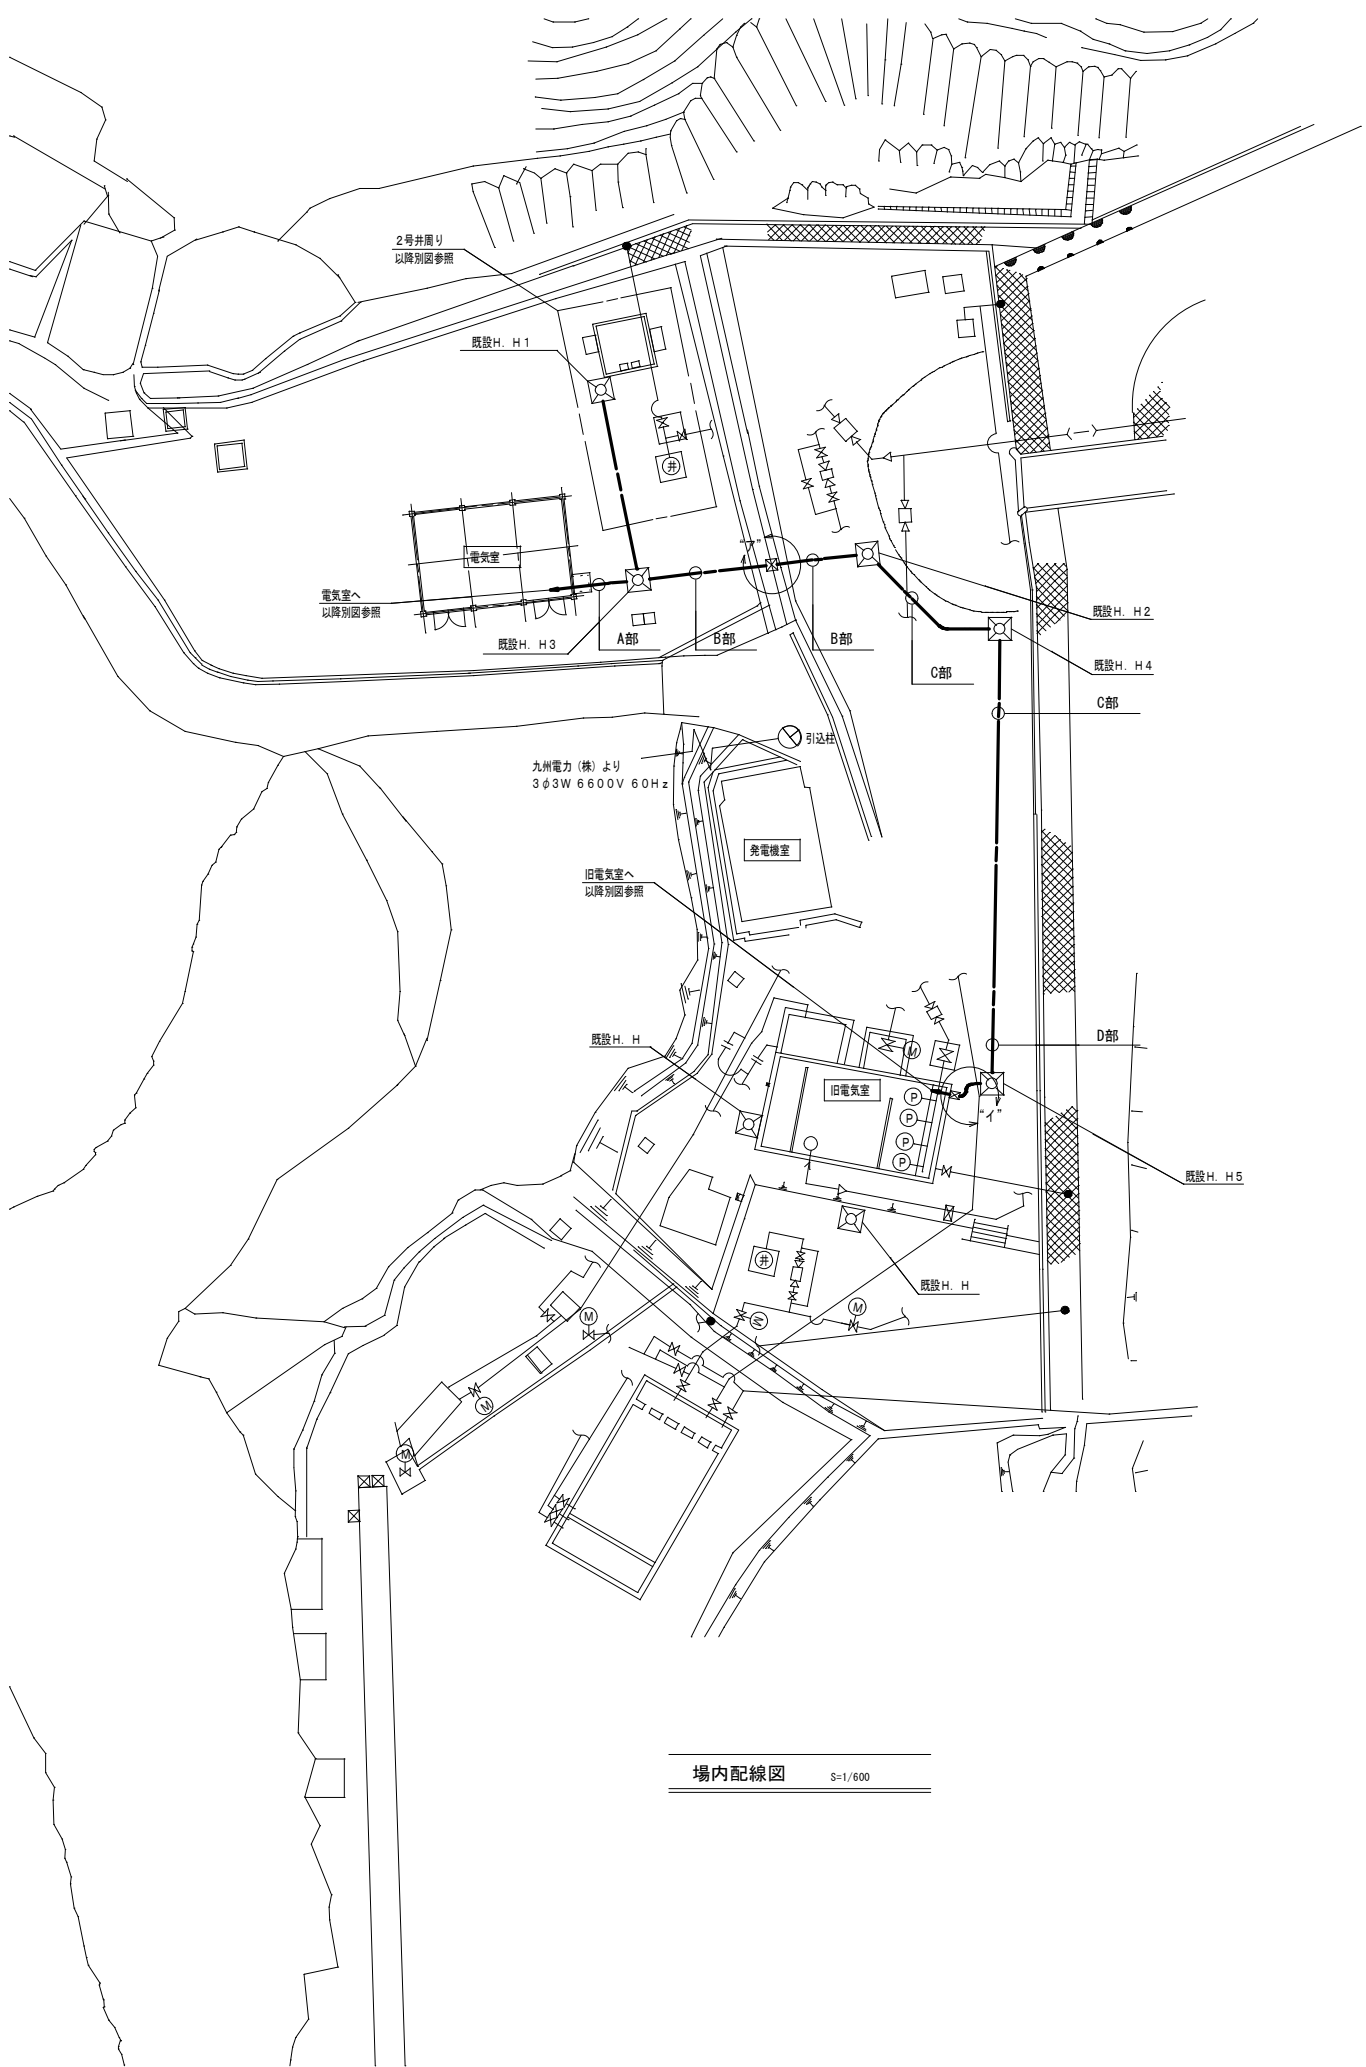 2号井周り
以降別図参照
既設H. H1
井
“ア”
電気室
電気室へ
以降別図参照
既設H. H3
A部
B部
B部
既設H. H2
C部
既設H. H4
C部
引込柱
九州電力(株)より
3φ3W 6600V 60Hz
発電機室
旧電気室へ
以降別図参照
既設H. H
M
D部
旧電気室
P
P
P
P
“イ”
既設H. H5
井
既設H. H
M
M
M
M
M
場内配線図 S=1/600